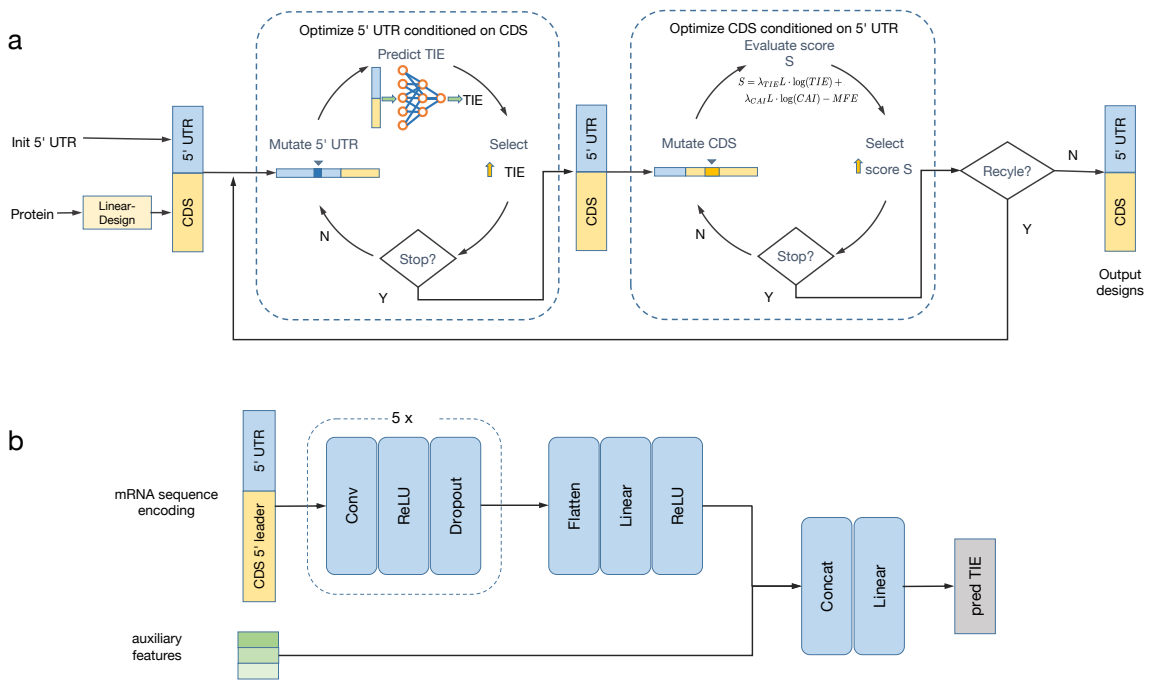 a
Optimize 5' UTR conditioned on CDS
Predict TIE
TIE
Mutate 5' UTR
Select
TIE
N
Stop?
Y
Init 5' UTR
Protein
Linear-
Design
5' UTR
CDS
5' UTR
CDS
Optimize CDS conditioned on 5' UTR
Evaluate score
S
S = λ_TIE L · log(TIE) +
λ_CAI L · log(CAI) − MFE
Mutate CDS
Select
score S
N
Stop?
Y
Recyle?
N
Y
5' UTR
CDS
Output
designs
b
mRNA sequence
encoding
5' UTR
CDS 5' leader
5 x
Conv
ReLU
Dropout
Flatten
Linear
ReLU
Concat
Linear
pred TIE
auxiliary
features